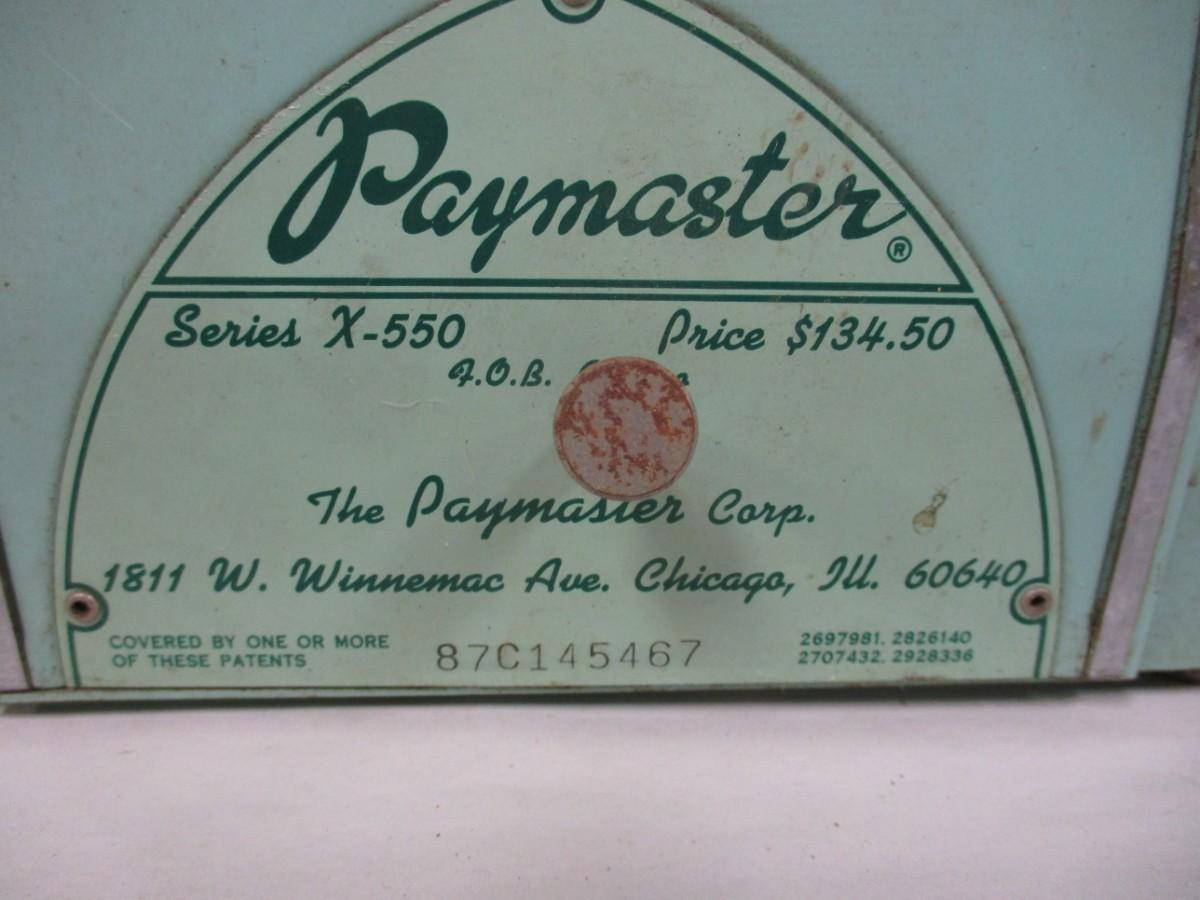 Paymaster®
Series X-550 Price $134.50
F.O.B.
The Paymaster Corp.
1811 W. Winnemac Ave. Chicago, Ill. 60640
COVERED BY ONE OR MORE
OF THESE PATENTS
87C145467
2697981, 2826140
2707432, 2928336